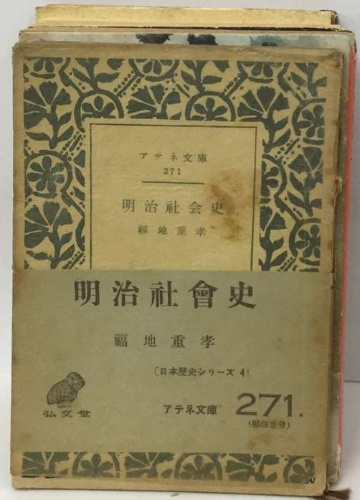 アテネ文庫
271
明治社会史
福地重孝
明治社會史
福地重孝
〔日本歴史シリーズ 4〕
弘文堂
アテネ文庫 271.